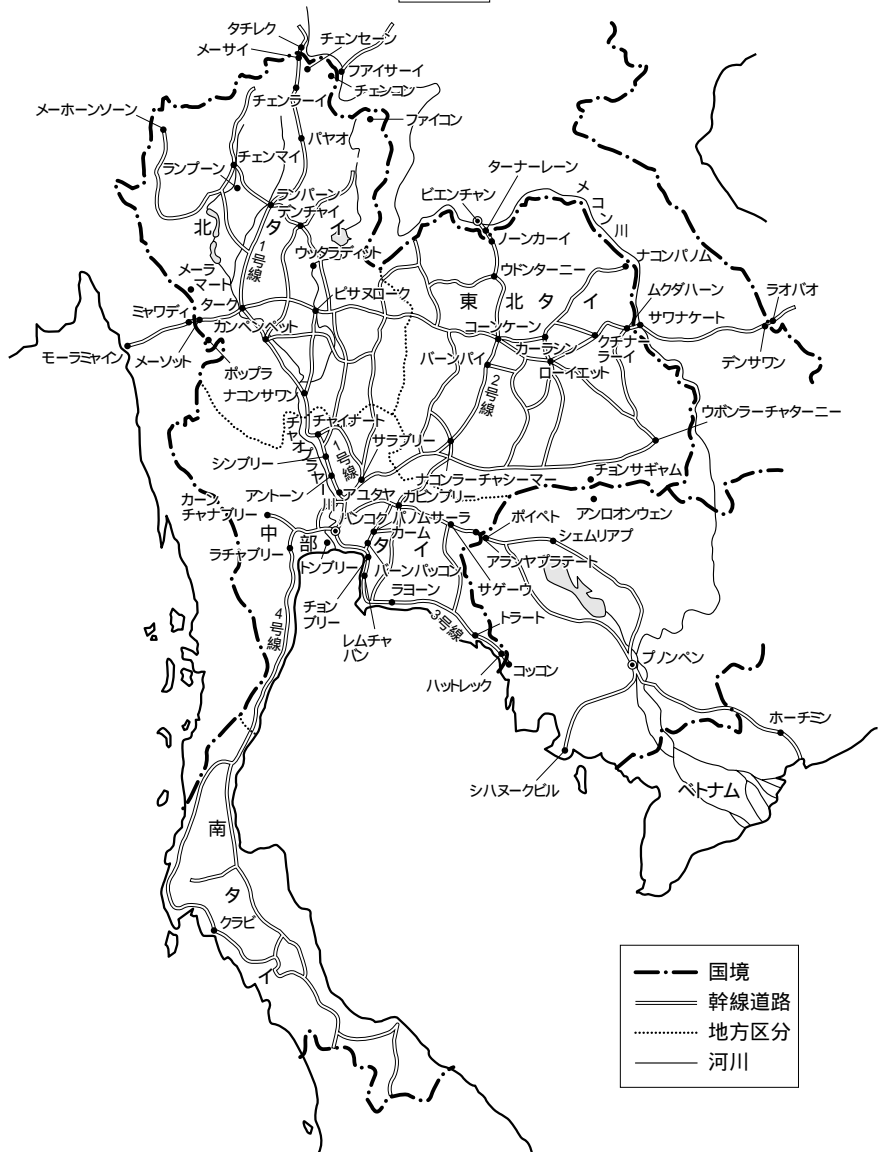 タチレク
チェンセーン
メーサイ
フアイサーイ
チェンコン
チェンラーイ
メーホーンソーン
ファイコン
パヤオ
チェンマイ
ランプーン
ターナーレーン
ビエンチャン
メコン川
ランパーン
デンチャイ
北タイ
ノーンカーイ
ナコンパノム
1号線
ウッタラディット
ウドンターニー
メーラ
マート
ピサヌローク
東北タイ
ムクダハーン
ラオバオ
ミャワディ
ターク
サワナケート
カンペンペット
コーンケーン
カーラシン
クチナーラーイ
モーラミャイン
メーソット
デンサワン
ポップラ
バーンパイ
ローイエット
ナコンサワン
2号線
チャオプラヤー川
チャイナート
ウボンラーチャターニー
サラブリー
1号線
シンブリー
ナコンラーチャシーマー
チョンサギャム
アントーン
アユタヤ
カビンブリー
カーン
チャナブリー
アンロオンウェン
バンコク
パノムサーラ
カーム
ポイペト
中部タイ
シェムリアプ
ラチャブリー
トンブリー
バーンパッコン
アランヤプラテート
サゲーウ
チョン
ブリー
ラヨーン
4号線
3号線
トラート
レムチャ
バン
プノンペン
ハットレック
コッコン
ホーチミン
シハヌークビル
ベトナム
南タイ
クラビ
国境
幹線道路
地方区分
河川